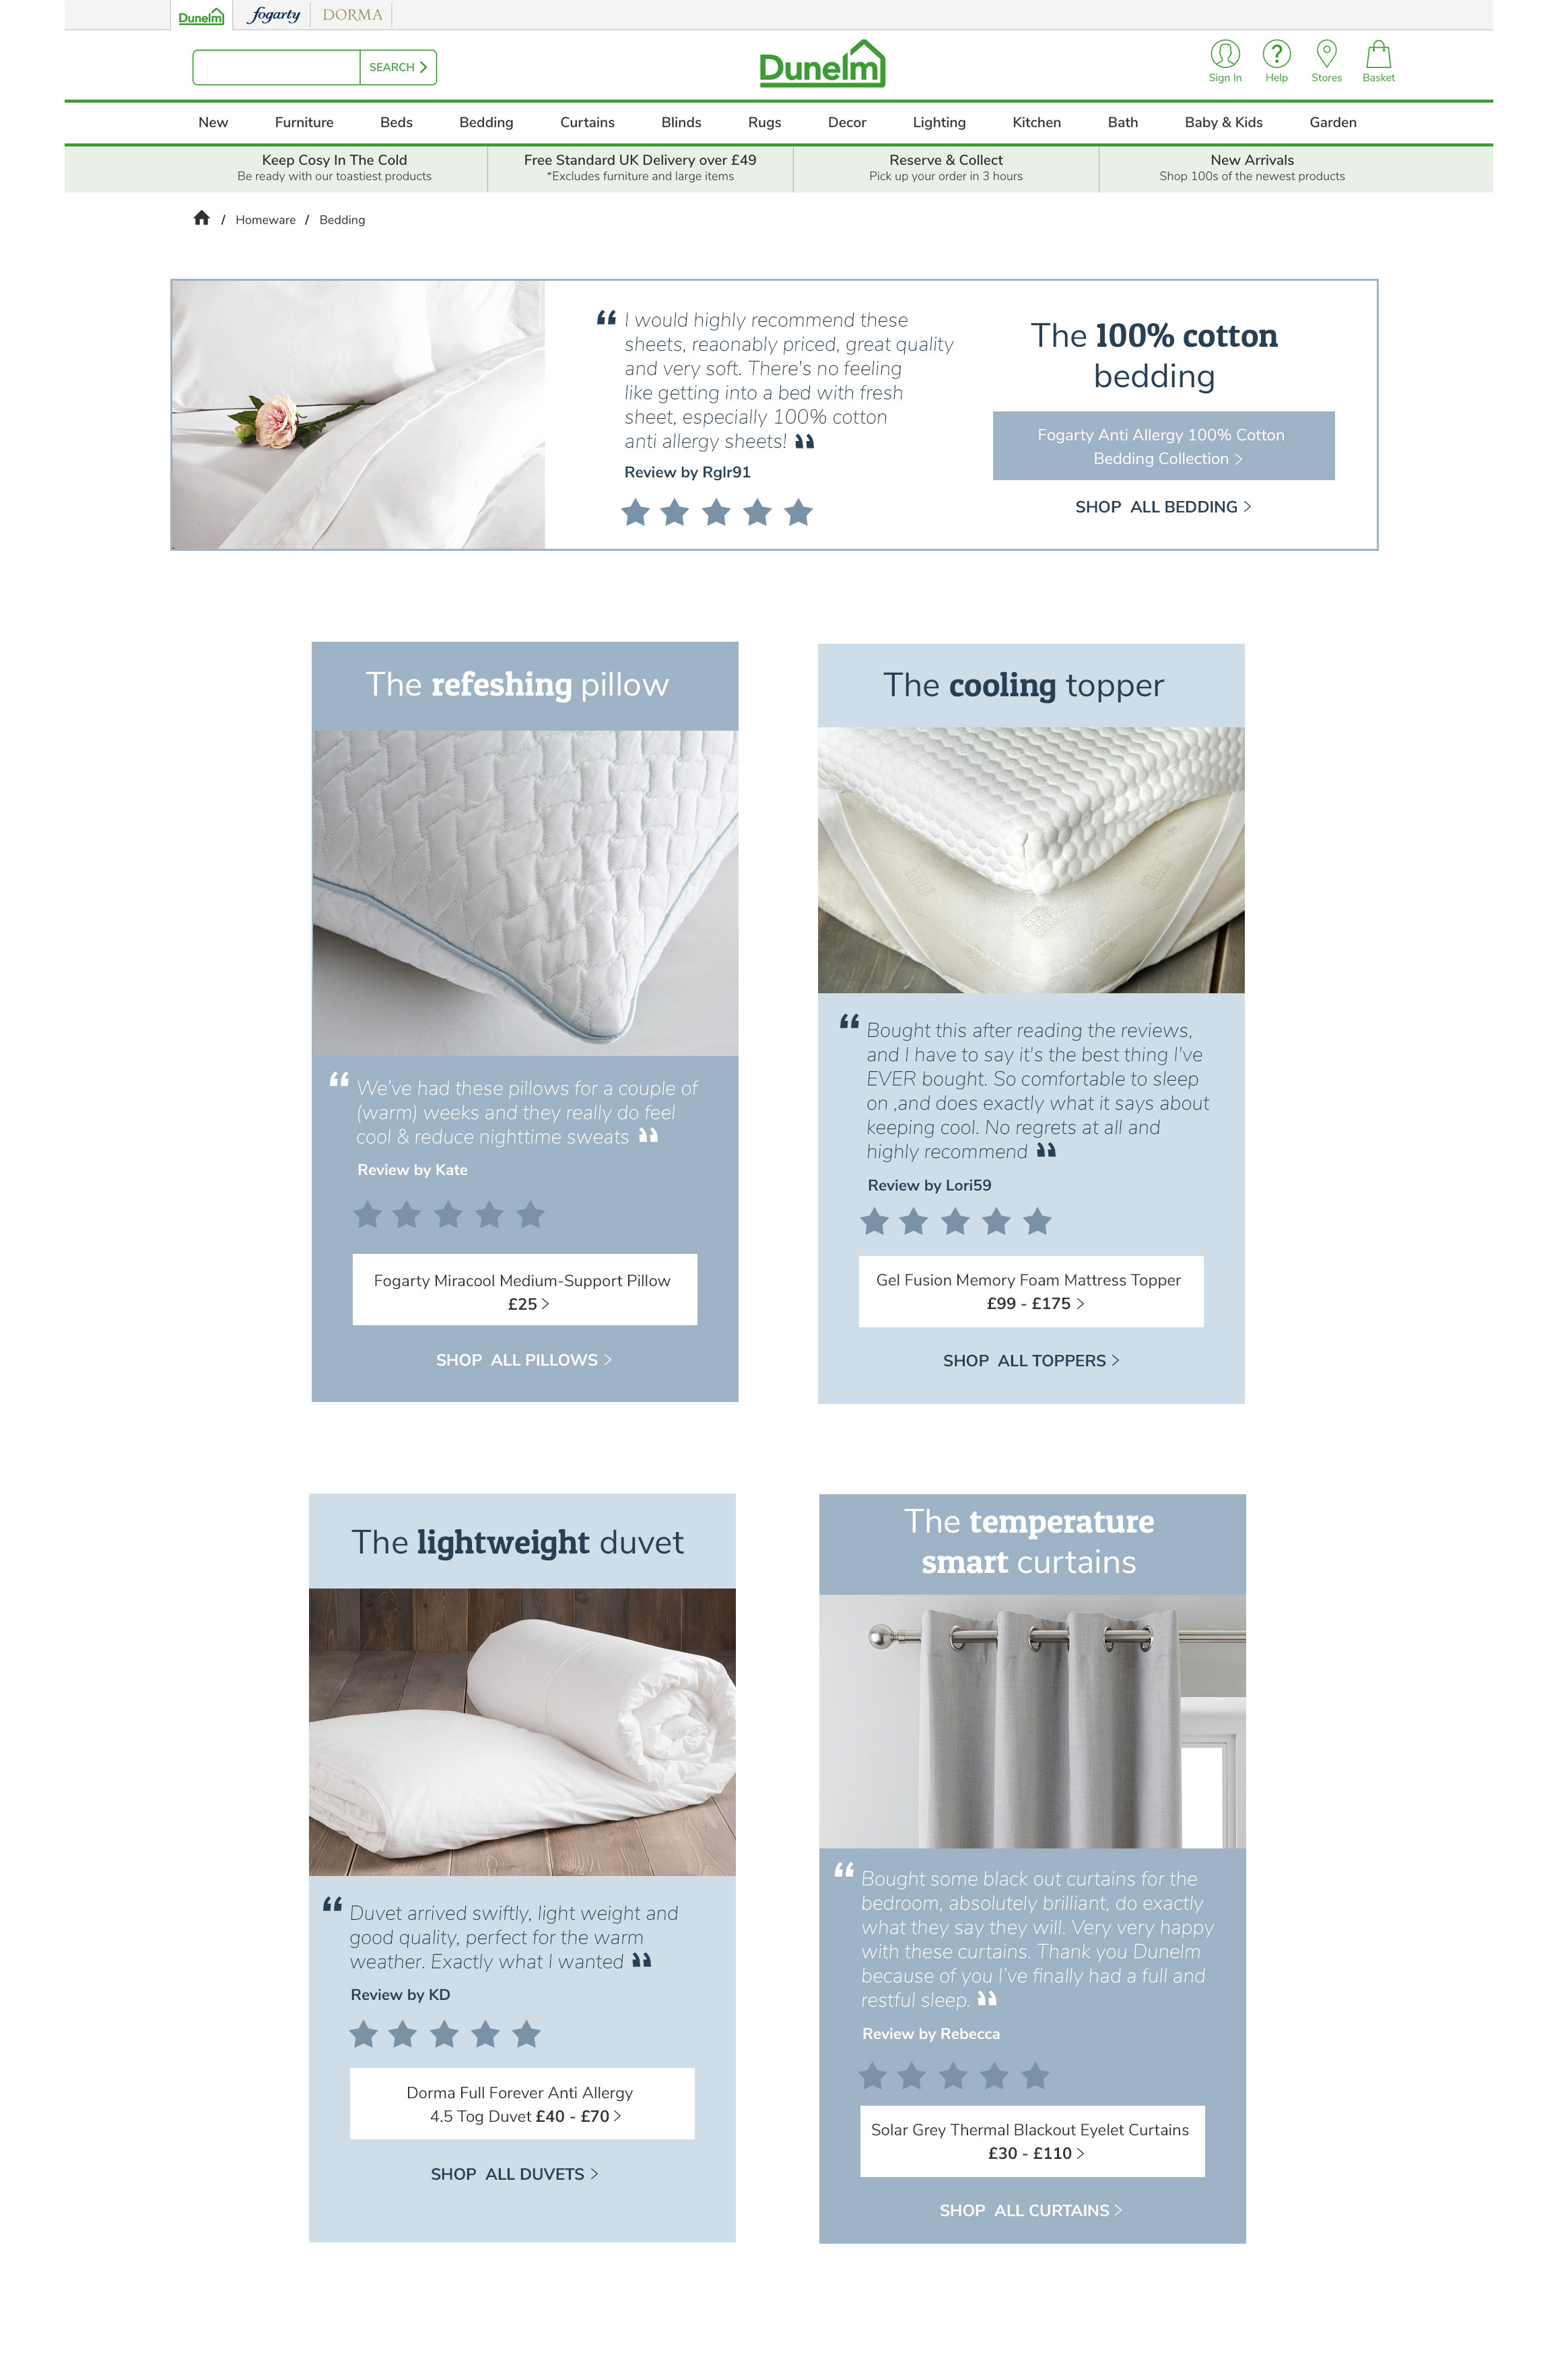 Dunelm
fogarty
DORMA
SEARCH
Dunelm
Sign In
Help
Stores
Basket
New
Furniture
Beds
Bedding
Curtains
Blinds
Rugs
Decor
Lighting
Kitchen
Bath
Baby & Kids
Garden
Keep Cosy In The Cold
Be ready with our toastiest products
Free Standard UK Delivery over £49
*Excludes furniture and large items
Reserve & Collect
Pick up your order in 3 hours
New Arrivals
Shop 100s of the newest products
/ Homeware / Bedding
“ I would highly recommend these
sheets, reaonably priced, great quality
and very soft. There's no feeling
like getting into a bed with fresh
sheet, especially 100% cotton
anti allergy sheets! ”
Review by Rglr91
The 100% cotton
bedding
Fogarty Anti Allergy 100% Cotton
Bedding Collection >
SHOP ALL BEDDING >
The refeshing pillow
“ We've had these pillows for a couple of
(warm) weeks and they really do feel
cool & reduce nighttime sweats ”
Review by Kate
Fogarty Miracool Medium-Support Pillow
£25 >
SHOP ALL PILLOWS >
The cooling topper
“ Bought this after reading the reviews,
and I have to say it's the best thing I've
EVER bought. So comfortable to sleep
on ,and does exactly what it says about
keeping cool. No regrets at all and
highly recommend ”
Review by Lori59
Gel Fusion Memory Foam Mattress Topper
£99 - £175 >
SHOP ALL TOPPERS >
The lightweight duvet
“ Duvet arrived swiftly, light weight and
good quality, perfect for the warm
weather. Exactly what I wanted ”
Review by KD
Dorma Full Forever Anti Allergy
4.5 Tog Duvet £40 - £70 >
SHOP ALL DUVETS >
The temperature
smart curtains
“ Bought some black out curtains for the
bedroom, absolutely brilliant, do exactly
what they say they will. Very very happy
with these curtains. Thank you Dunelm
because of you I've finally had a full and
restful sleep. ”
Review by Rebecca
Solar Grey Thermal Blackout Eyelet Curtains
£30 - £110 >
SHOP ALL CURTAINS >